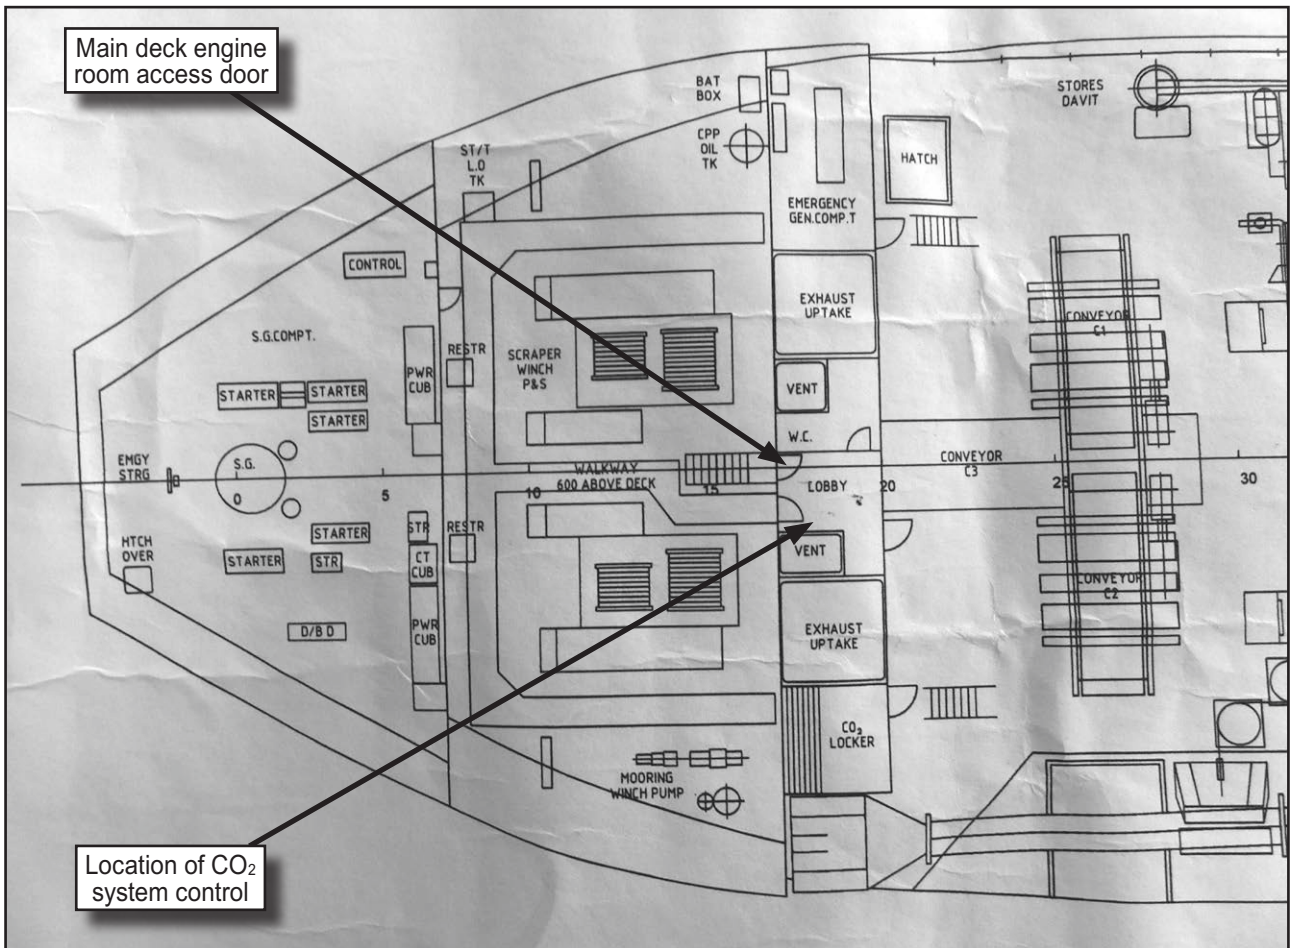 Main deck engine
room access door
BAT
BOX
STORES
DAVIT
ST/T
L.O
TK
CPP
OIL
TK
HATCH
EMERGENCY
GEN.COMP.T
CONTROL
EXHAUST
UPTAKE
CONVEYOR
C1
S.G.COMPT.
RESTR
SCRAPER
WINCH
P&S
PWR
CUB
STARTER
STARTER
STARTER
VENT
W.C.
EMGY
STRG
S.G.
0
5
10
WALKWAY
600 ABOVE DECK
15
LOBBY
20
CONVEYOR
C3
25
30
HTCH
OVER
STARTER
STARTER
STR
STR
CT
CUB
RESTR
VENT
CONVEYOR
C2
D/B D
PWR
CUB
EXHAUST
UPTAKE
CO₂
LOCKER
MOORING
WINCH PUMP
Location of CO₂
system control